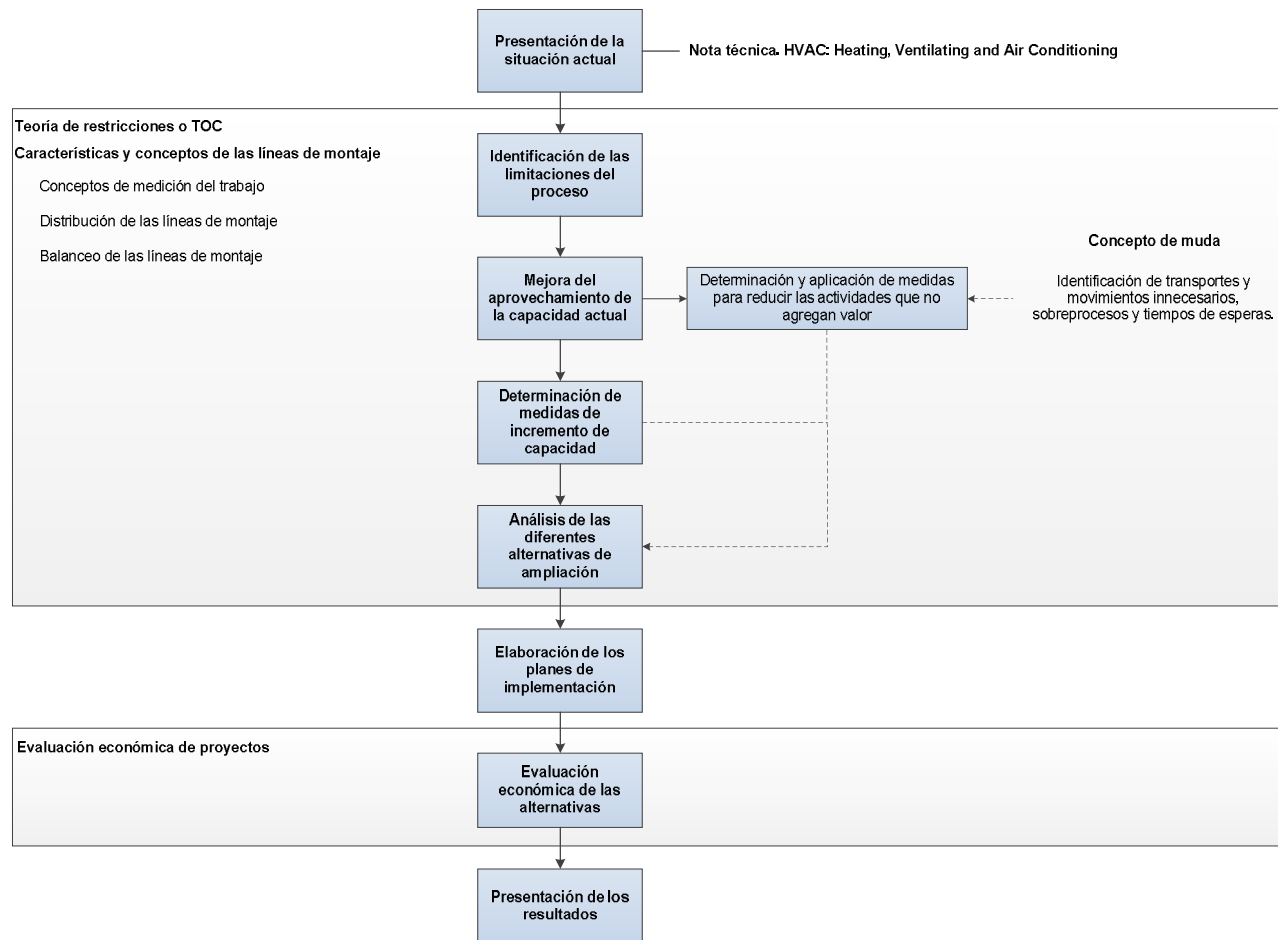 Presentación de la
situación actual
Nota técnica. HVAC: Heating, Ventilating and Air Conditioning
Teoría de restricciones o TOC
Características y conceptos de las líneas de montaje
Conceptos de medición del trabajo
Distribución de las líneas de montaje
Balanceo de las líneas de montaje
Identificación de las
limitaciones del
proceso
Mejora del
aprovechamiento de
la capacidad actual
Determinación y aplicación de medidas
para reducir las actividades que no
agregan valor
Concepto de muda
Identificación de transportes y
movimientos innecesarios,
sobreprocesos y tiempos de esperas.
Determinación de
medidas de
incremento de
capacidad
Análisis de las
diferentes
alternativas de
ampliación
Elaboración de los
planes de
implementación
Evaluación económica de proyectos
Evaluación
económica de las
alternativas
Presentación de los
resultados